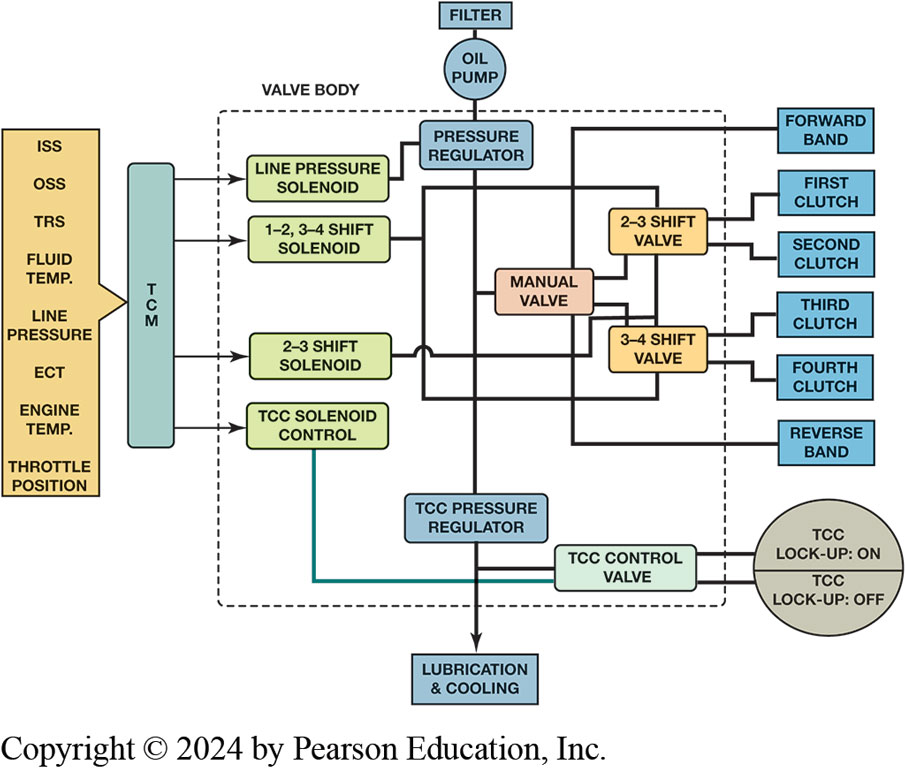 FILTER
OIL
PUMP
VALVE BODY
PRESSURE
REGULATOR
FORWARD
BAND
ISS
OSS
TRS
FLUID
TEMP.
LINE
PRESSURE
ECT
ENGINE
TEMP.
THROTTLE
POSITION
T
C
M
LINE PRESSURE
SOLENOID
1–2, 3–4 SHIFT
SOLENOID
2–3 SHIFT
SOLENOID
TCC SOLENOID
CONTROL
MANUAL
VALVE
2–3 SHIFT
VALVE
3–4 SHIFT
VALVE
FIRST
CLUTCH
SECOND
CLUTCH
THIRD
CLUTCH
FOURTH
CLUTCH
REVERSE
BAND
TCC PRESSURE
REGULATOR
TCC CONTROL
VALVE
TCC
LOCK-UP: ON
TCC
LOCK-UP: OFF
LUBRICATION
& COOLING
Copyright © 2024 by Pearson Education, Inc.